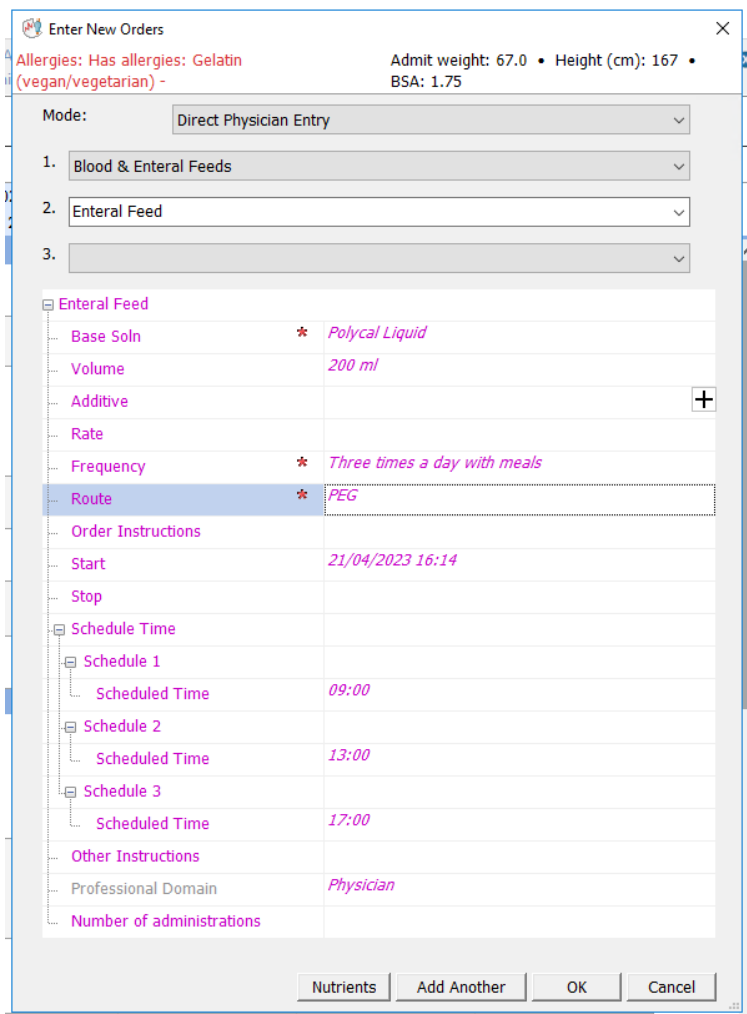 Enter New Orders
Allergies: Has allergies: Gelatin
(vegan/vegetarian) -
Admit weight: 67.0 • Height (cm): 167 •
BSA: 1.75
Mode: Direct Physician Entry
1. Blood & Enteral Feeds
2. Enteral Feed
3.
Enteral Feed
Base Soln * Polycal Liquid
Volume 200 ml
Additive
Rate
Frequency * Three times a day with meals
Route * PEG
Order Instructions
Start 21/04/2023 16:14
Stop
Schedule Time
Schedule 1
Scheduled Time 09:00
Schedule 2
Scheduled Time 13:00
Schedule 3
Scheduled Time 17:00
Other Instructions
Professional Domain Physician
Number of administrations
Nutrients Add Another OK Cancel